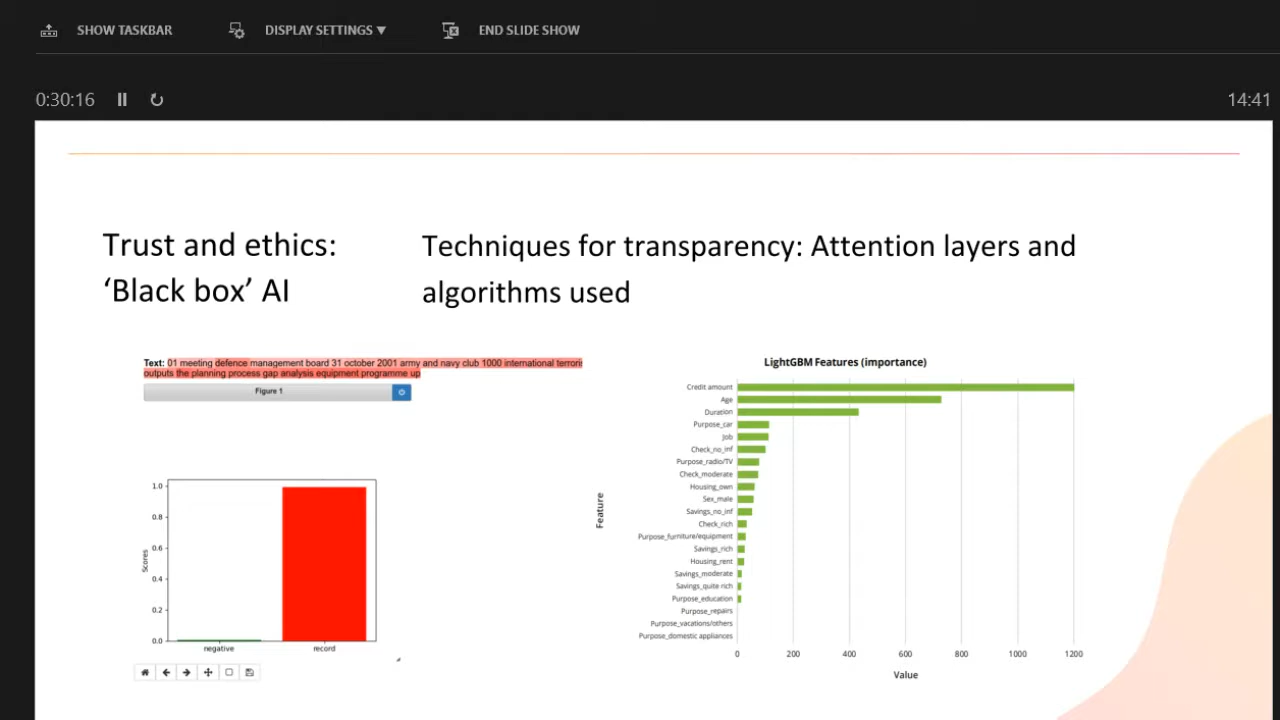 SHOW TASKBAR
DISPLAY SETTINGS ▼
END SLIDE SHOW
0:30:16
14:41
Trust and ethics:
‘Black box’ AI
Techniques for transparency: Attention layers and
algorithms used
Text: 01 meeting defence management board 31 october 2001 army and navy club 1000 international terrori
outputs the planning process gap analysis equipment programme up
Figure 1
Scores
1.0
0.8
0.6
0.4
0.2
0.0
negative
record
LightGBM Features (importance)
Feature
Credit amount
Age
Duration
Purpose_car
Job
Check_no_inf
Purpose_radio/TV
Check_moderate
Housing_own
Sex_male
Savings_no_inf
Check_rich
Purpose_furniture/equipment
Savings_rich
Housing_rent
Savings_moderate
Savings_quite rich
Purpose_education
Purpose_repairs
Purpose_vacations/others
Purpose_domestic appliances
0 200 400 600 800 1000 1200
Value